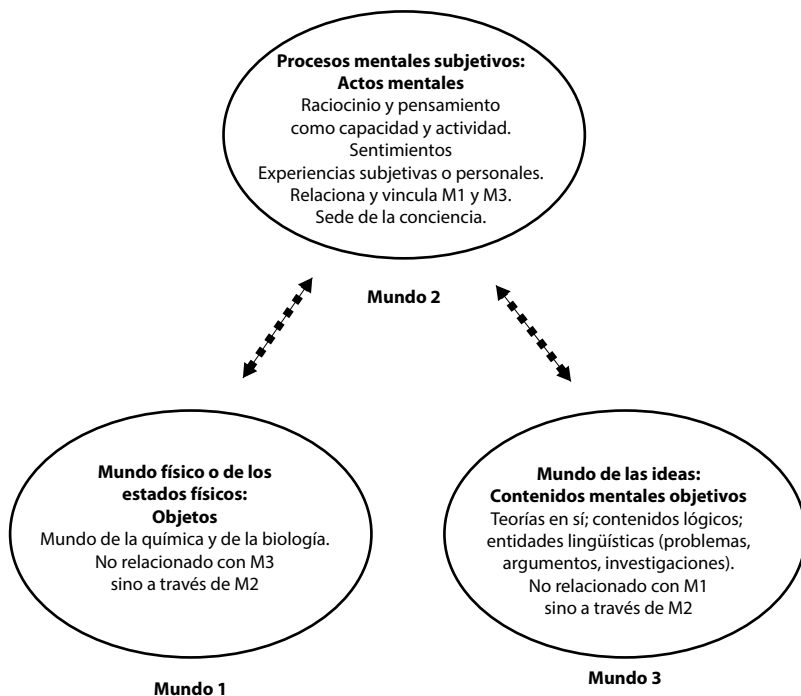 Procesos mentales subjetivos:
Actos mentales
Raciocinio y pensamiento
como capacidad y actividad.
Sentimientos
Experiencias subjetivas o personales.
Relaciona y vincula M1 y M3.
Sede de la conciencia.
Mundo 2
Mundo físico o de los
estados físicos:
Objetos
Mundo de la química y de la biología.
No relacionado con M3
sino a través de M2
Mundo 1
Mundo de las ideas:
Contenidos mentales objetivos
Teorías en sí; contenidos lógicos;
entidades lingüísticas (problemas,
argumentos, investigaciones).
No relacionado con M1
sino a través de M2
Mundo 3